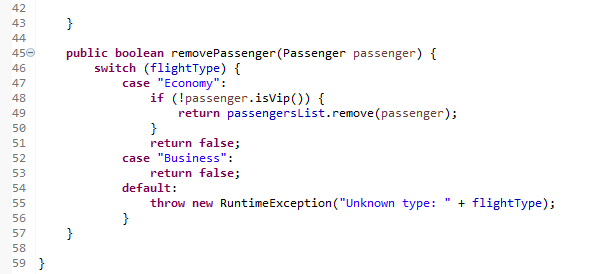 42
43     }
44
45     public boolean removePassenger(Passenger passenger) {
46         switch (flightType) {
47             case "Economy":
48                 if (!passenger.isVip()) {
49                     return passengersList.remove(passenger);
50                 }
51                 return false;
52             case "Business":
53                 return false;
54             default:
55                 throw new RuntimeException("Unknown type: " + flightType);
56             }
57     }
58
59 }